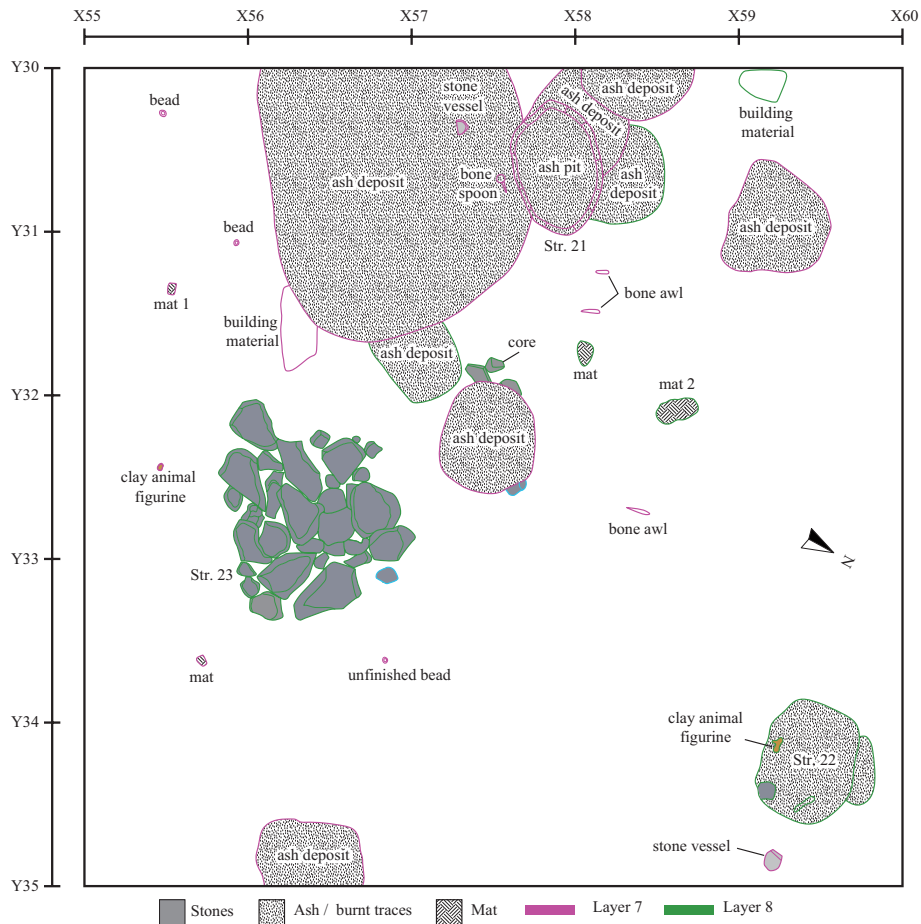 X55 X56 X57 X58 X59 X60
Y30
bead
stone
vessel
ash deposit
ash deposit
building
material
ash deposit
bone
spoon
ash pit
ash
deposit
Y31
bead
ash deposit
Str. 21
mat 1
bone awl
building
material
ash deposit
core
mat
mat 2
Y32
ash deposit
clay animal
figurine
bone awl
Y33
Str. 23
N
mat
unfinished bead
Y34
clay animal
figurine
Str. 22
stone vessel
ash deposit
Y35
Stones Ash / burnt traces Mat Layer 7 Layer 8